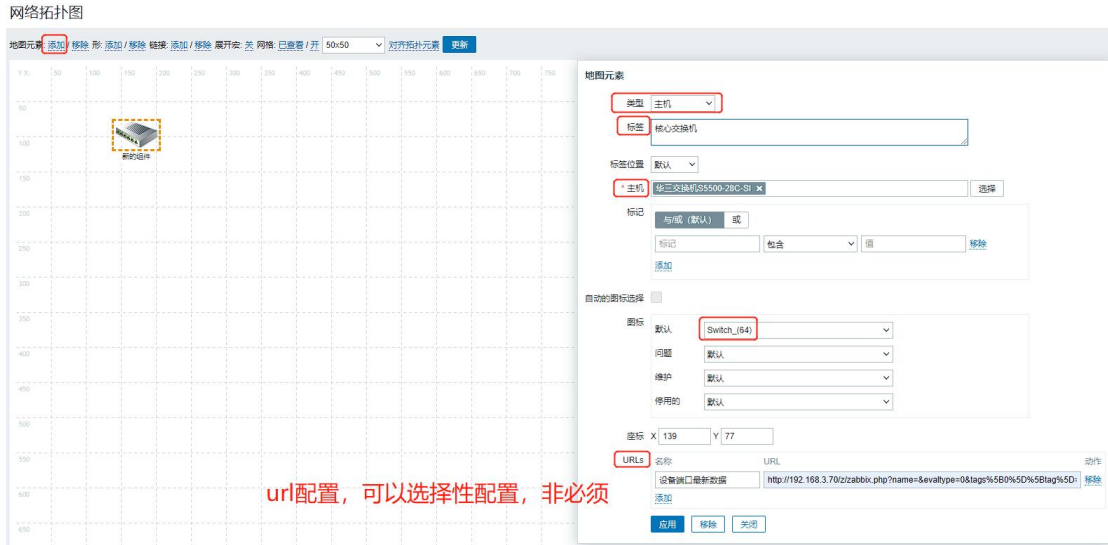 网络拓扑图
地图元素: 添加 / 移除 形: 添加 / 移除 链接: 添加 / 移除 展开宏: 关 网格: 已查看 / 开 50x50 对齐拓扑元素 更新
Y X: 50 100 150 200 250 300 350 400 450 500 550 600 650 700 750
50
100
150
200
250
300
350
400
450
500
550
600
650
新的组件
url配置，可以选择性配置，非必须
地图元素
类型 主机
标签 核心交换机
标签位置 默认
* 主机 华三交换机S5500-28C-SI × 选择
标记 与/或（默认） 或
标记 包含 值 移除
添加
自动的图标选择
图标 默认 Switch_(64)
问题 默认
维护 默认
停用的 默认
座标 X 139 Y 77
URLs 名称 URL 动作
设备端口最新数据 http://192.168.3.70/z/zabbix.php?name=&evaltype=0&tags%5B0%5D%5Btag%5D= 移除
添加
应用 移除 关闭